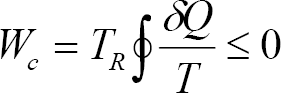 W_c = T_R ∮ δQ/T ≤ 0